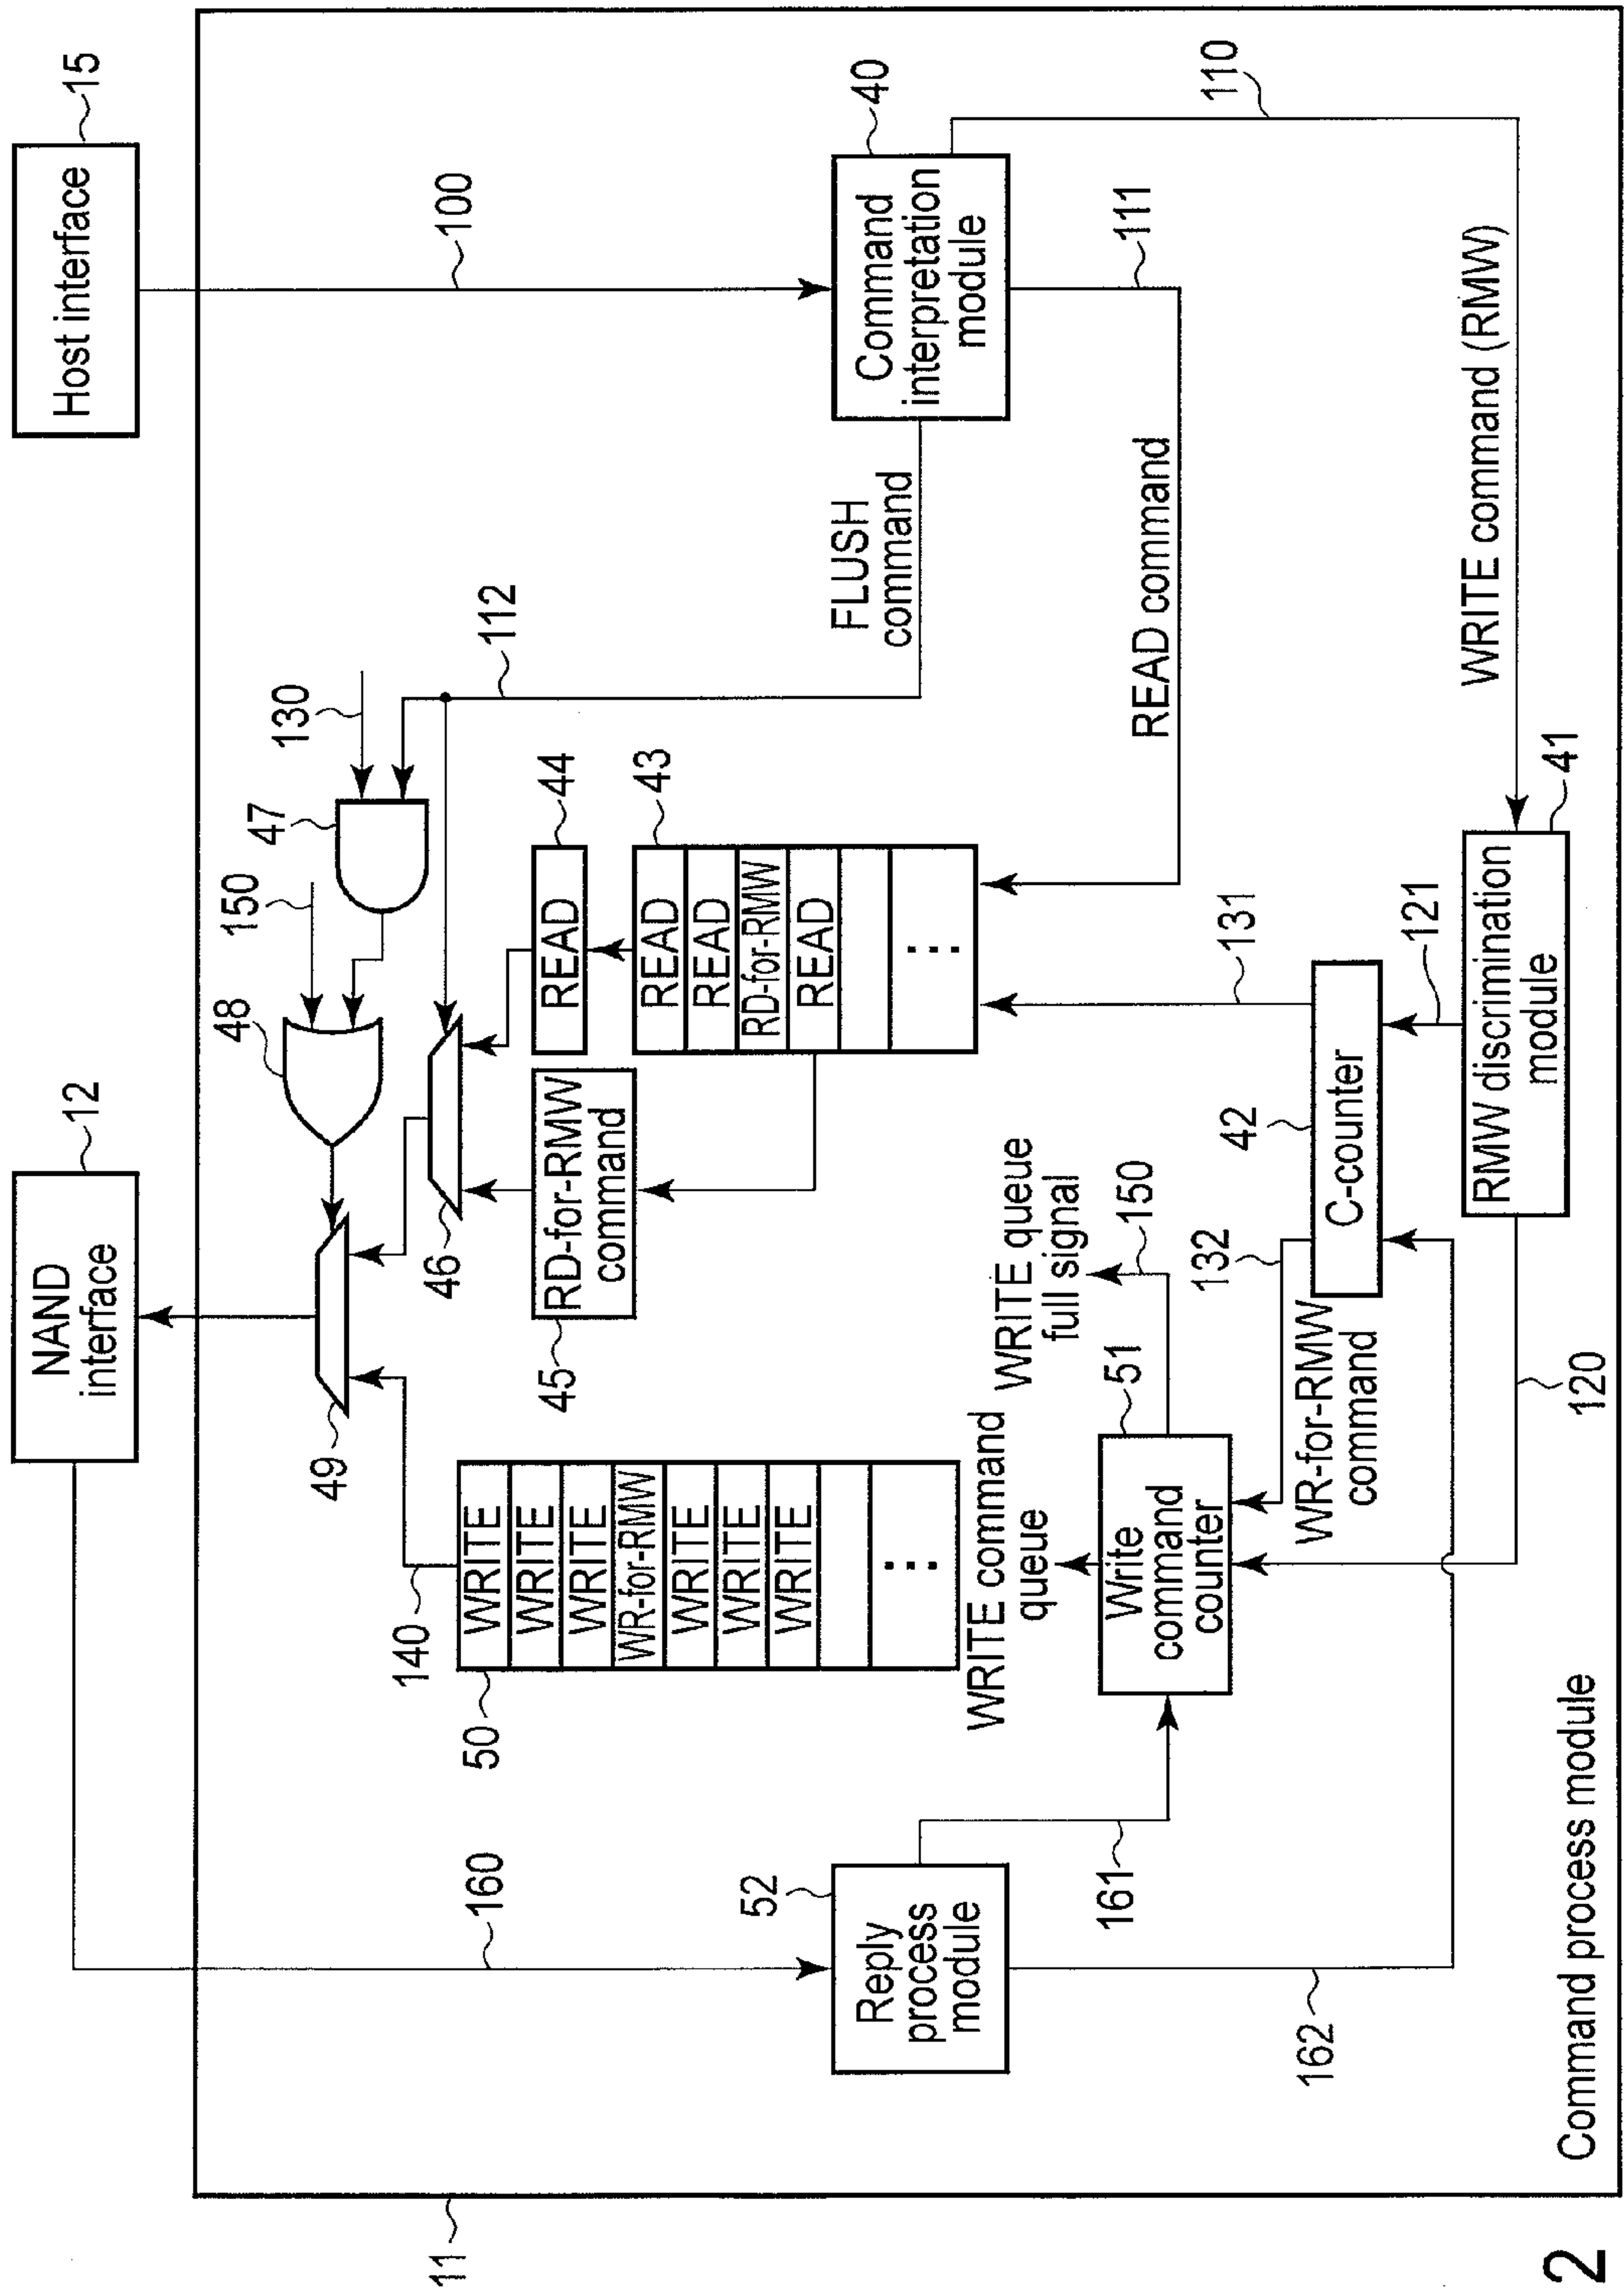 Host interface
15
NAND
interface
12
11
100
160
150
130
47
48
49
46
112
40
Command
interpretation
module
110
111
FLUSH
command
READ command
WRITE command (RMW)
44
READ
43
READ
READ
RD-for-RMW
READ
⋮
45
RD-for-RMW
command
140
50
WRITE
WRITE
WRITE
WR-for-RMW
WRITE
WRITE
WRITE
⋮
WRITE command
queue
WRITE queue
full signal
150
51
Write
command
counter
132
WR-for-RMW
command
42
C-counter
131
121
41
RMW discrimination
module
120
52
Reply
process
module
161
162
Command process module
2